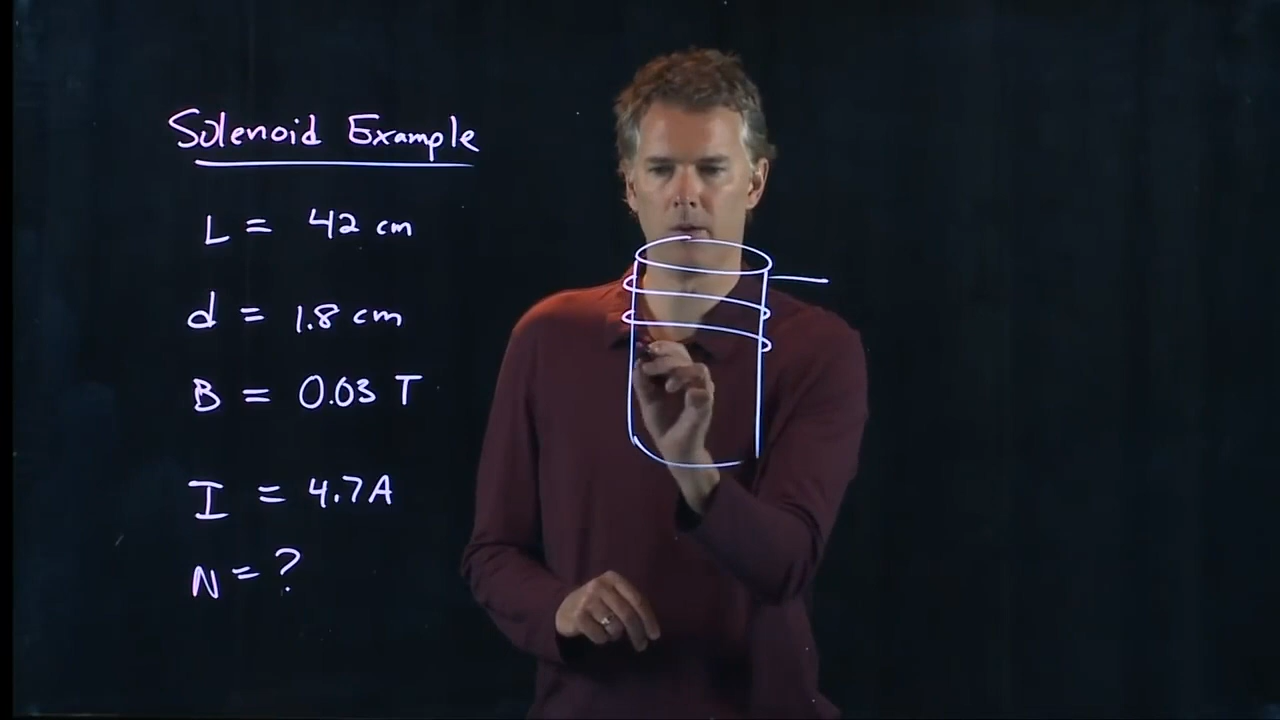 Solenoid Example
L = 42 cm
d = 1.8 cm
B = 0.03 T
I = 4.7A
N = ?